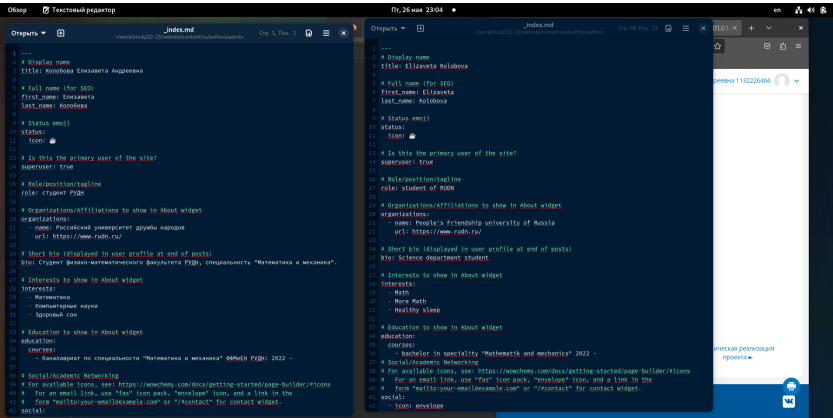 Обзор
Текстовый редактор
Пт, 26 мая 23:04
en
Открыть
_index.md
~/work/study/22-23/website/content/ru/authors/admin
Стр. 1, Поз. 1
1 ---
2 # Display name
3 title: Колобова Елизавета Андреевна
4
5 # Full name (for SEO)
6 first_name: Елизавета
7 last_name: Колобова
8
9 # Status emoji
10 status:
11 icon: ☕
12
13 # Is this the primary user of the site?
14 superuser: true
15
16 # Role/position/tagline
17 role: студент РУДН
18
19 # Organizations/Affiliations to show in About widget
20 organizations:
21 - name: Российский университет дружбы народов
22 url: https://www.rudn.ru/
23
24 # Short bio (displayed in user profile at end of posts)
25 bio: Студент физико-математического факультета РУДН, специальность "Математика и механика".
26
27 # Interests to show in About widget
28 interests:
29 - Математика
30 - Компьютерные науки
31 - Здоровый сон
32
33 # Education to show in About widget
34 education:
35 courses:
36 - бакалавриат по специальности "Математика и механика" ФФМиЕН РУДН: 2022 -
37
38 # Social/Academic Networking
39 # For available icons, see: https://wowchemy.com/docs/getting-started/page-builder/#icons
40 # For an email link, use "fas" icon pack, "envelope" icon, and a link in the
41 # form "mailto:your-email@example.com" or "/#contact" for contact widget.
42 social:
Открыть
_index.md
~/work/study/22-23/website/content/en/authors/admin
1 ---
2 # Display name
3 title: Elizaveta Kolobova
4
5 # Full name (for SEO)
6 first_name: Elizaveta
7 last_name: Kolobova
8
9 # Status emoji
10 status:
11 icon: ☕
12
13 # Is this the primary user of the site?
14 superuser: true
15
16 # Role/position/tagline
17 role: student of RUDN
18
19 # Organizations/Affiliations to show in About widget
20 organizations:
21 - name: People's Friendship university of Russia
22 url: https://www.rudn.ru/
23
24 # Short bio (displayed in user profile at end of posts)
25 bio: Science department student
26
27 # Interests to show in About widget
28 interests:
29 - Math
30 - More Math
31 - Healthy sleep
32
33 # Education to show in About widget
34 education:
35 courses:
36 - bachelor in speciality "Mathematik and mechanics" 2022 -
37 # Social/Academic Networking
38 # For available icons, see: https://wowchemy.com/docs/getting-started/page-builder/#icons
39 # For an email link, use "fas" icon pack, "envelope" icon, and a link in the
40 # form "mailto:your-email@example.com" or "/#contact" for contact widget.
41 social:
42 - icon: envelope
реевна 1132226466
ическая реализация
проекта ►